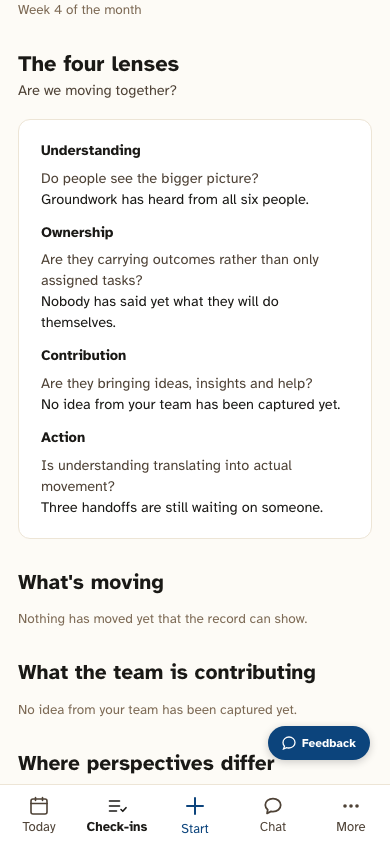 Week 4 of the month
The four lenses
Are we moving together?
Understanding
Do people see the bigger picture?
Groundwork has heard from all six people.
Ownership
Are they carrying outcomes rather than only
assigned tasks?
Nobody has said yet what they will do
themselves.
Contribution
Are they bringing ideas, insights and help?
No idea from your team has been captured yet.
Action
Is understanding translating into actual
movement?
Three handoffs are still waiting on someone.
What's moving
Nothing has moved yet that the record can show.
What the team is contributing
No idea from your team has been captured yet.
Feedback
Where perspectives differ
Today
Check-ins
Start
Chat
More